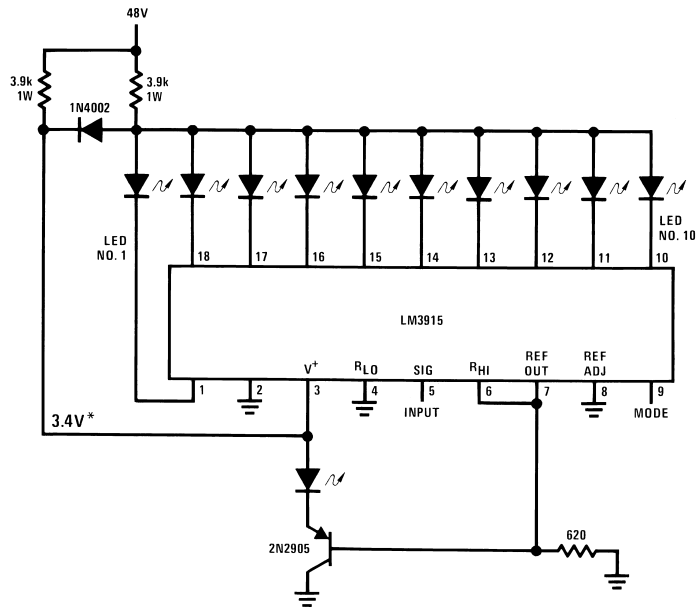 48V
3.9k
1W
3.9k
1W
1N4002
LED
NO. 1
LED
NO. 10
18
17
16
15
14
13
12
11
10
LM3915
V+
RLO
SIG
RHI
REF
OUT
REF
ADJ
1
2
3
4
5
6
7
8
9
INPUT
MODE
3.4V*
2N2905
620